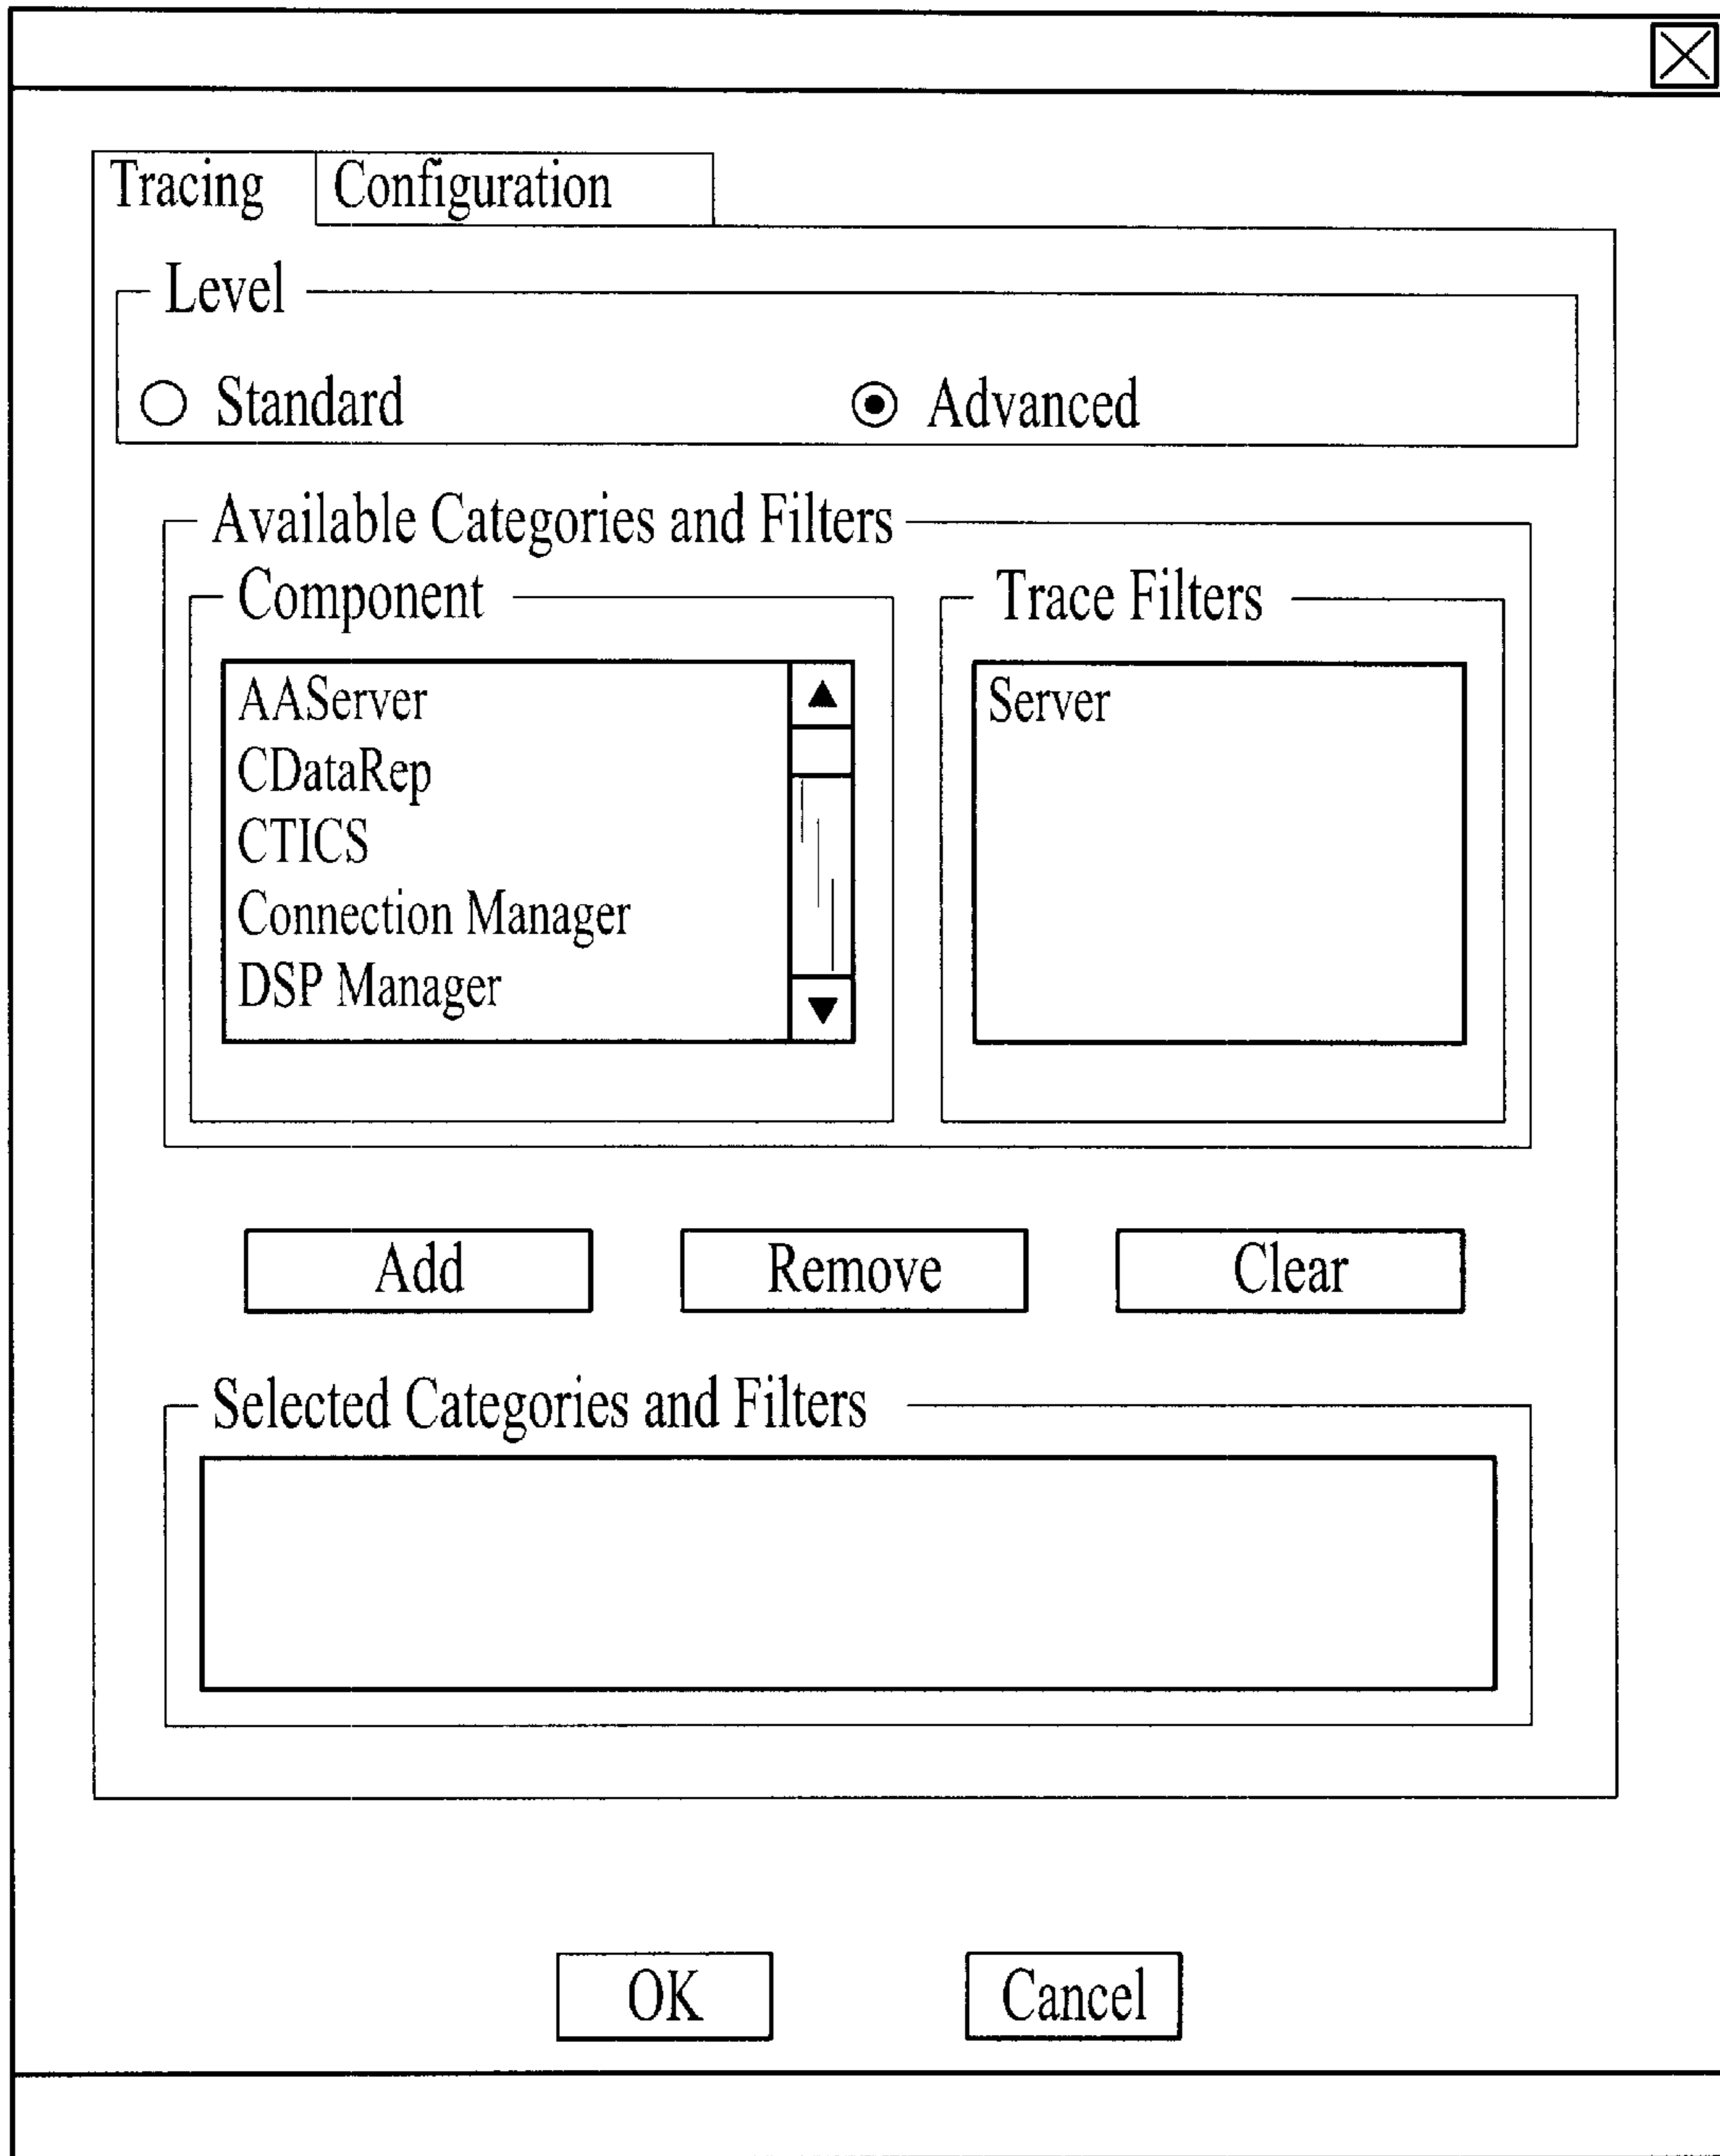 Tracing
Configuration
Level
Standard
Advanced
Available Categories and Filters
Component
Trace Filters
AAServer
CDataRep
CTICS
Connection Manager
DSP Manager
Server
Add
Remove
Clear
Selected Categories and Filters
OK
Cancel